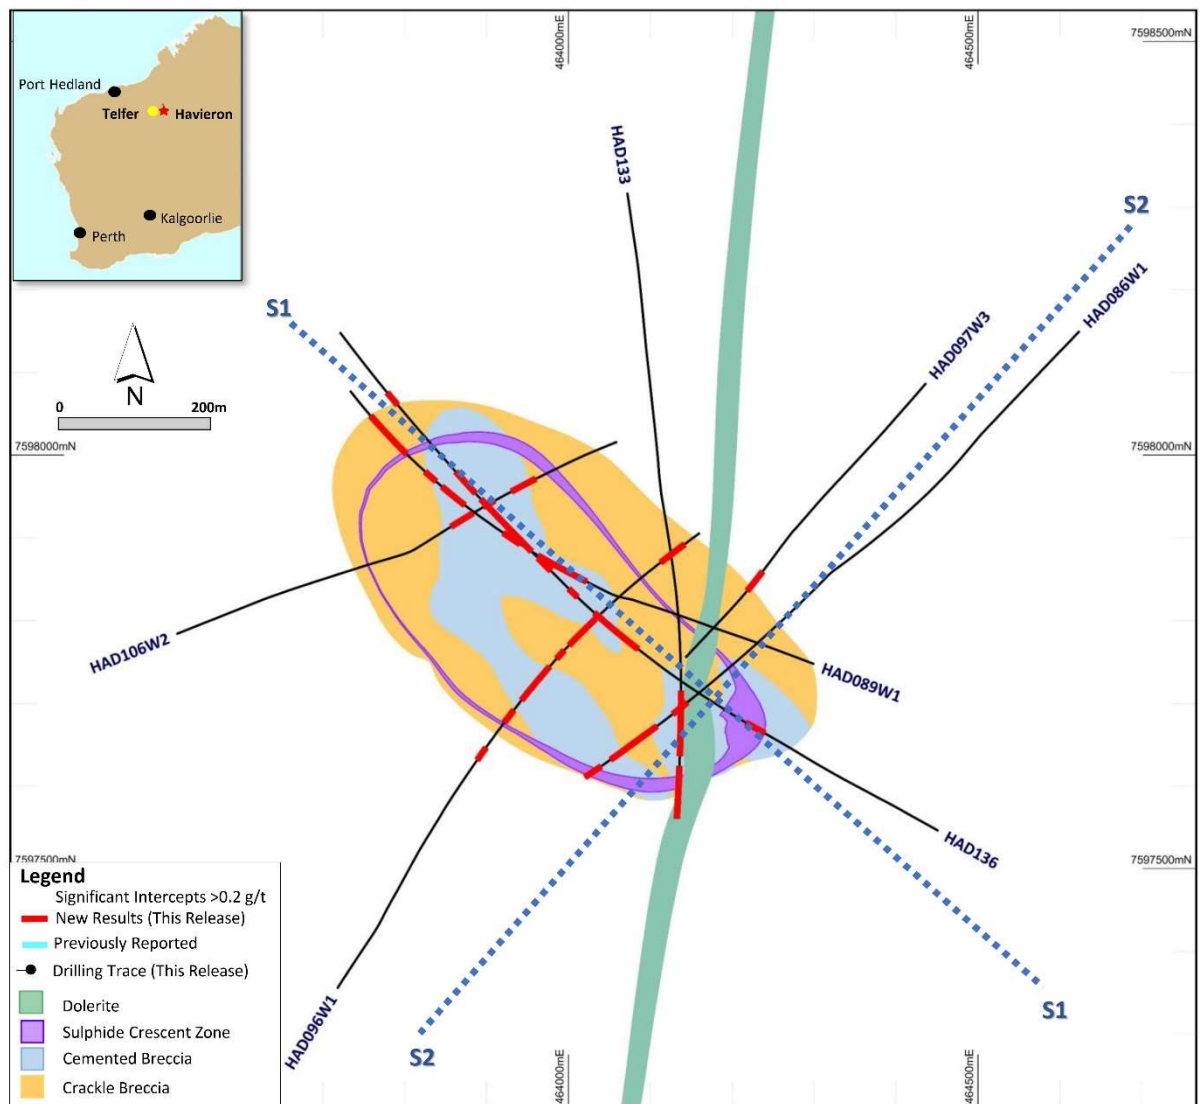 464000mE
464500mE
7598500mN
Port Hedland
Telfer
Havieron
Kalgoorlie
Perth
HAD133
S2
HAD086W1
S1
HAD097W3
N
0
200m
7598000mN
7598000mN
HAD106W2
HAD089W1
HAD136
7597500mN
7597500mN
S1
HAD096W1
S2
Legend
Significant Intercepts >0.2 g/t
New Results (This Release)
Previously Reported
Drilling Trace (This Release)
Dolerite
Sulphide Crescent Zone
Cemented Breccia
Crackle Breccia
464000mE
464500mE